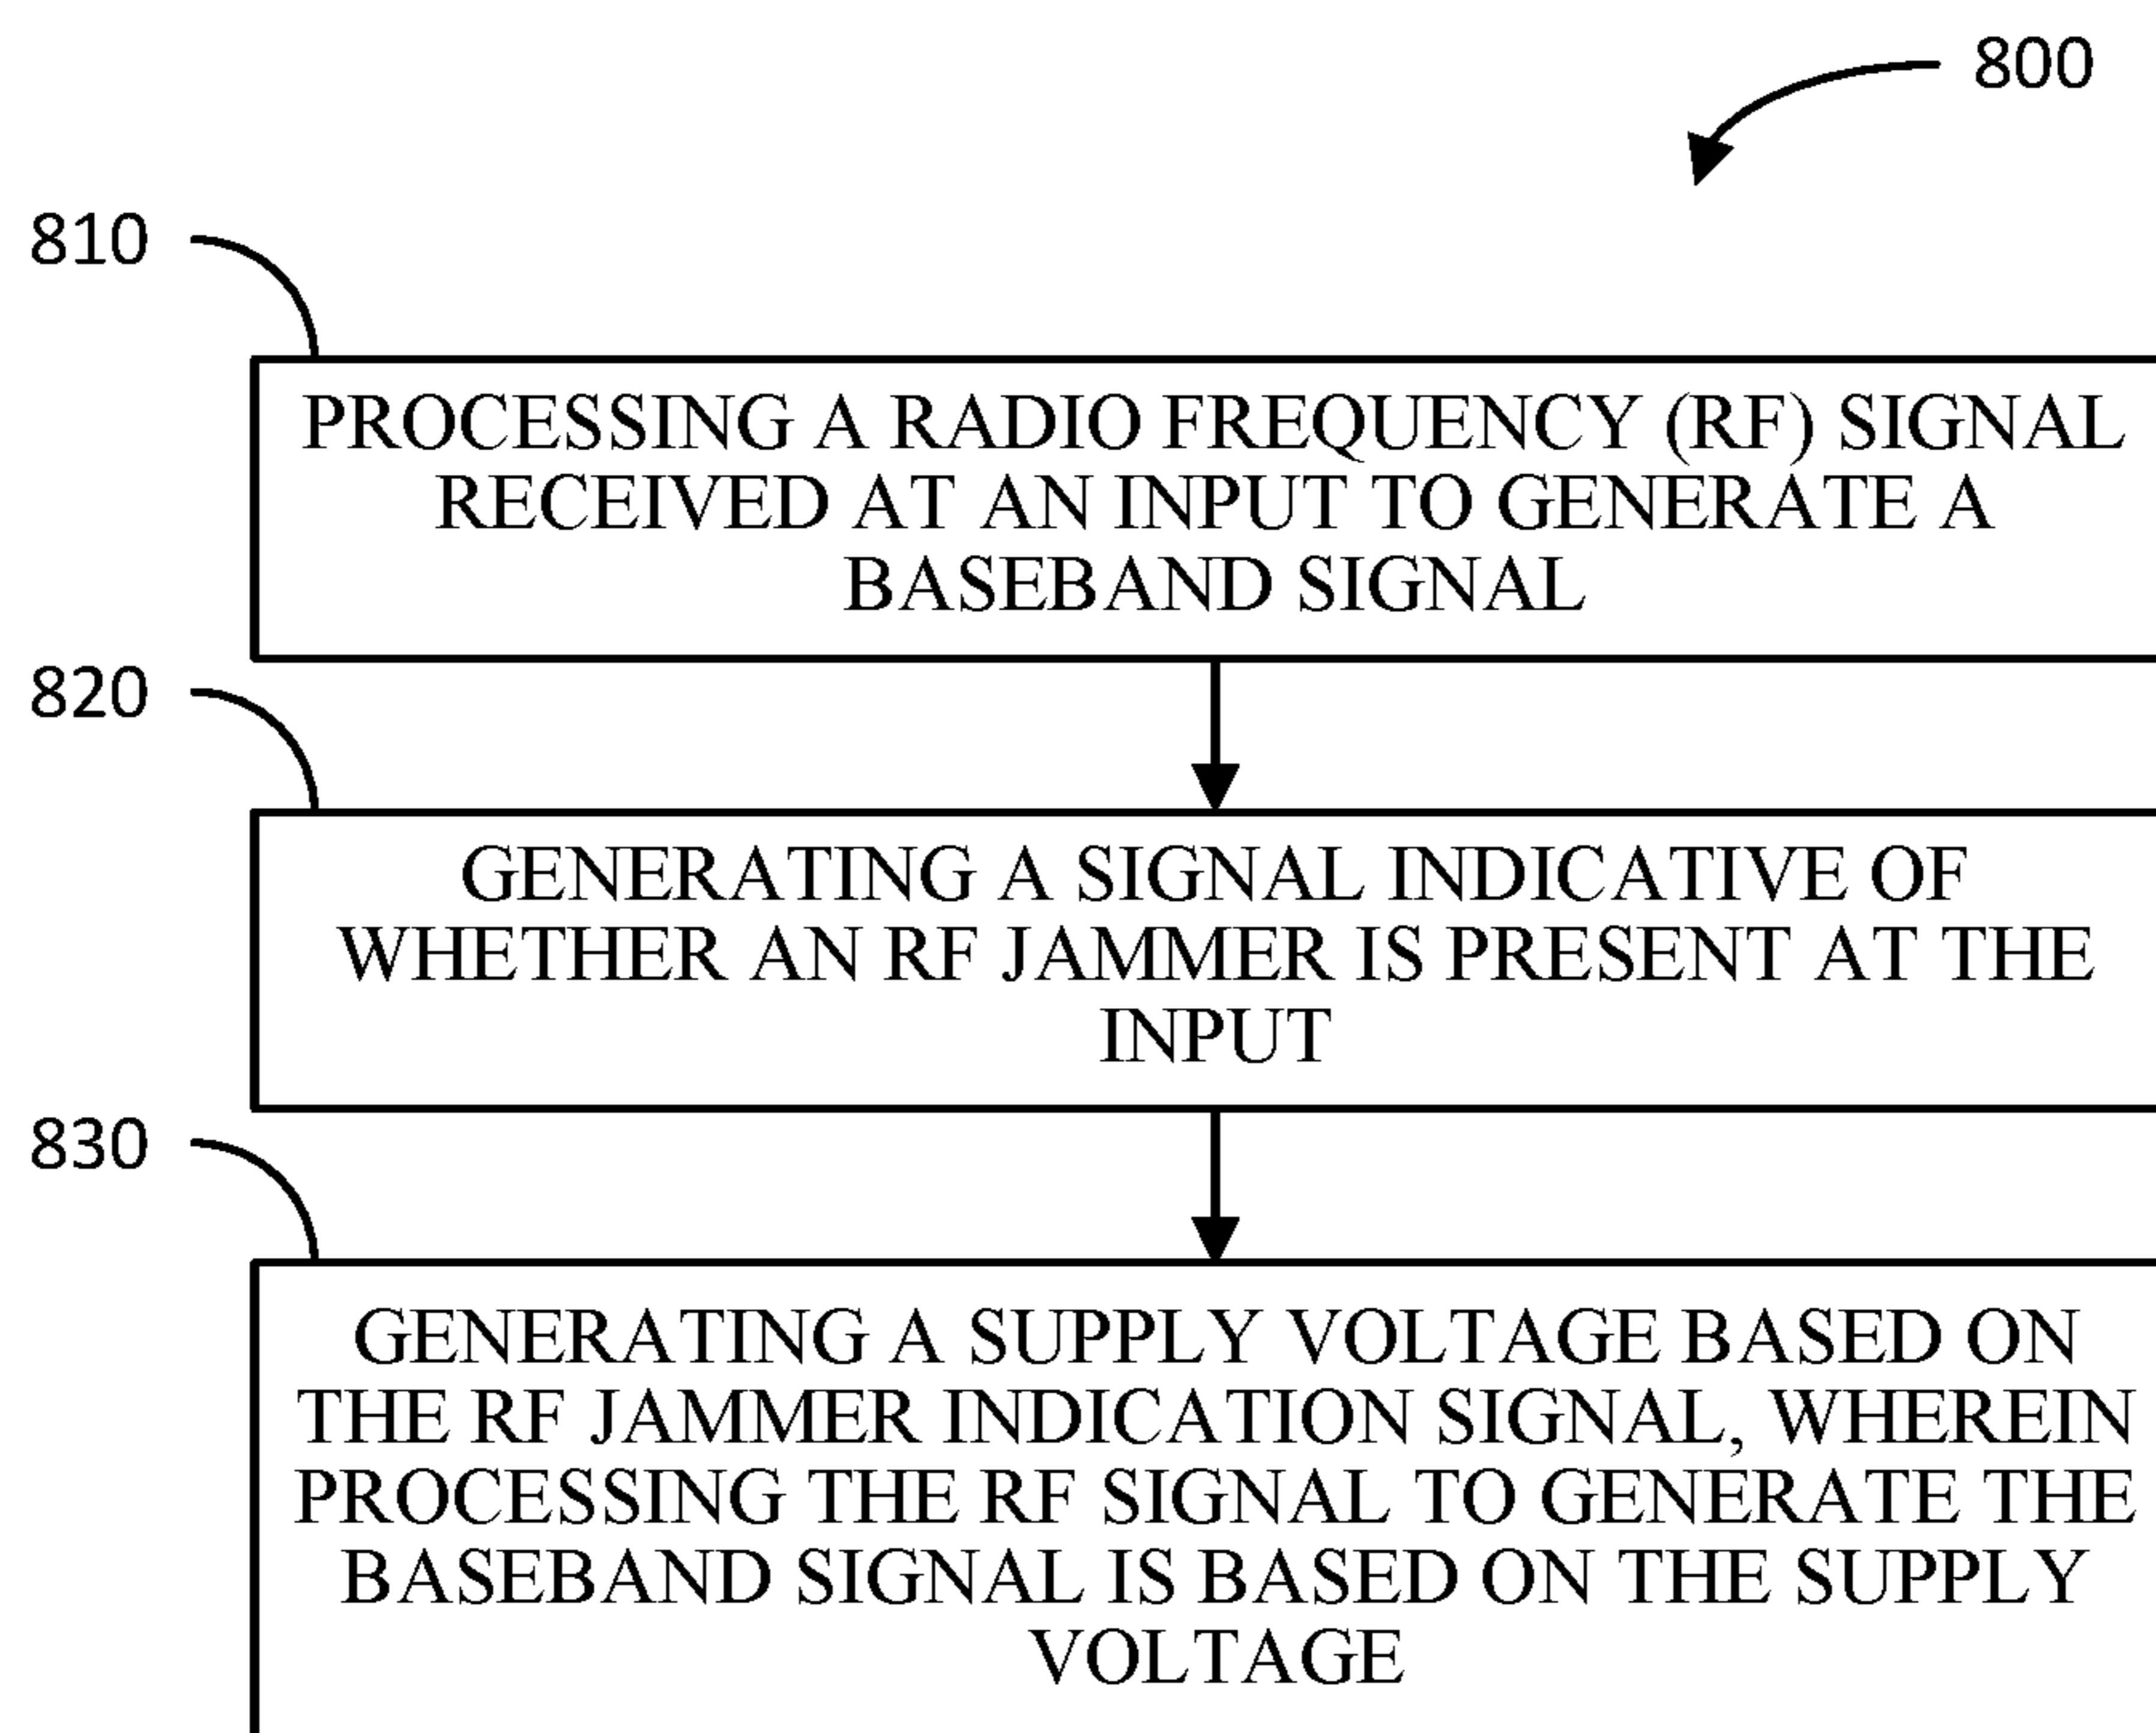 800
810
PROCESSING A RADIO FREQUENCY (RF) SIGNAL
RECEIVED AT AN INPUT TO GENERATE A
BASEBAND SIGNAL
820
GENERATING A SIGNAL INDICATIVE OF
WHETHER AN RF JAMMER IS PRESENT AT THE
INPUT
830
GENERATING A SUPPLY VOLTAGE BASED ON
THE RF JAMMER INDICATION SIGNAL, WHEREIN
PROCESSING THE RF SIGNAL TO GENERATE THE
BASEBAND SIGNAL IS BASED ON THE SUPPLY
VOLTAGE